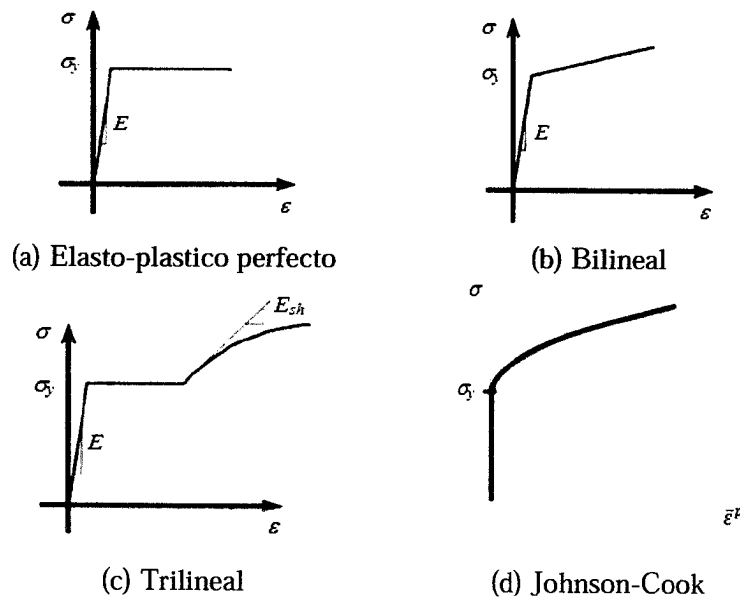 σ
σy
E
ε
(a) Elasto-plastico perfecto
σ
σy
E
ε
(b) Bilineal
σ
σy
E
Esh
ε
(c) Trilineal
σ
σy
ε̄p
(d) Johnson-Cook